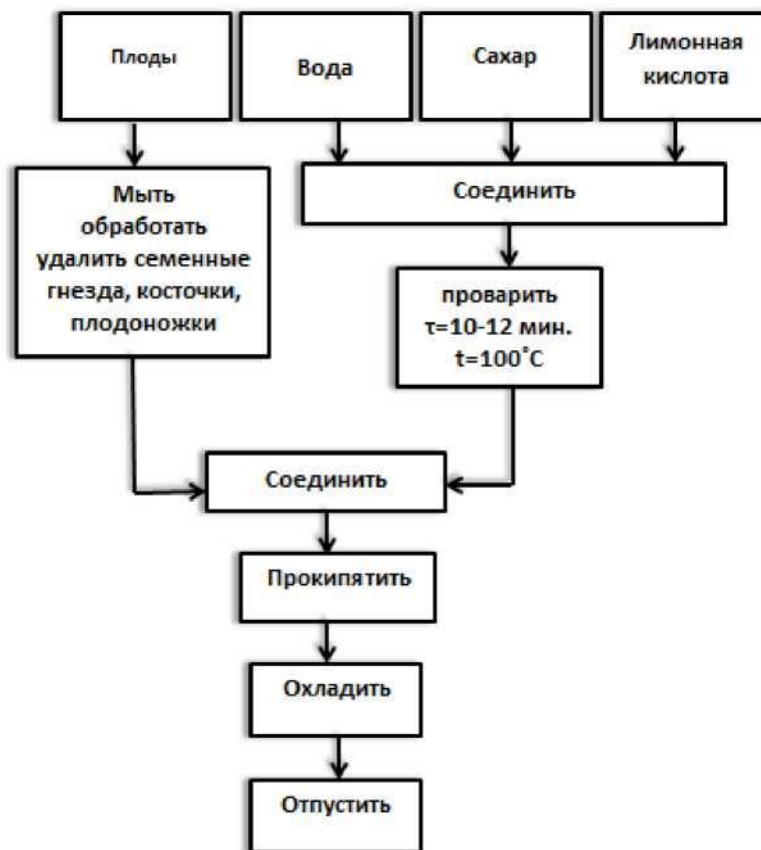 Плоды
Вода
Сахар
Лимонная
кислота
Мыть
обработать
удалить семенные
гнезда, косточки,
плодоножки
Соединить
проварить
τ=10-12 мин.
t=100˚C
Соединить
Прокипятить
Охладить
Отпустить